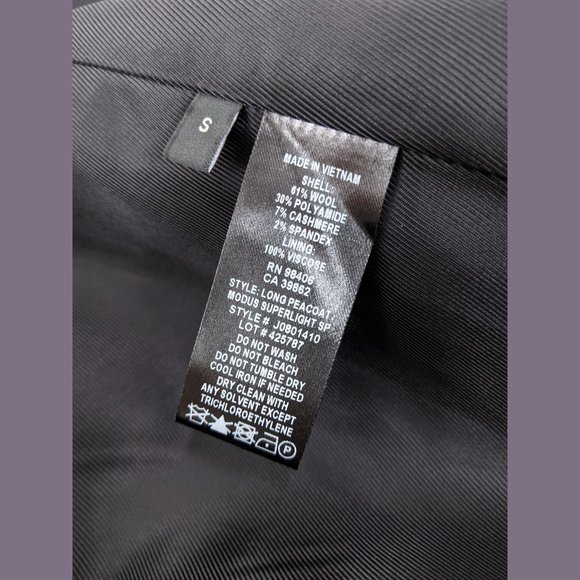 S
MADE IN VIETNAM
SHELL:
61% WOOL
30% POLYAMIDE
7% CASHMERE
2% SPANDEX
LINING:
100% VISCOSE
RN 98406
CA 39862
STYLE: LONG PEACOAT
MODUS SUPERLIGHT SP
STYLE # J0801410
LOT # 425787
DO NOT WASH
DO NOT BLEACH
DO NOT TUMBLE DRY
COOL IRON IF NEEDED
DRY CLEAN WITH
ANY SOLVENT EXCEPT
TRICHLOROETHYLENE
P